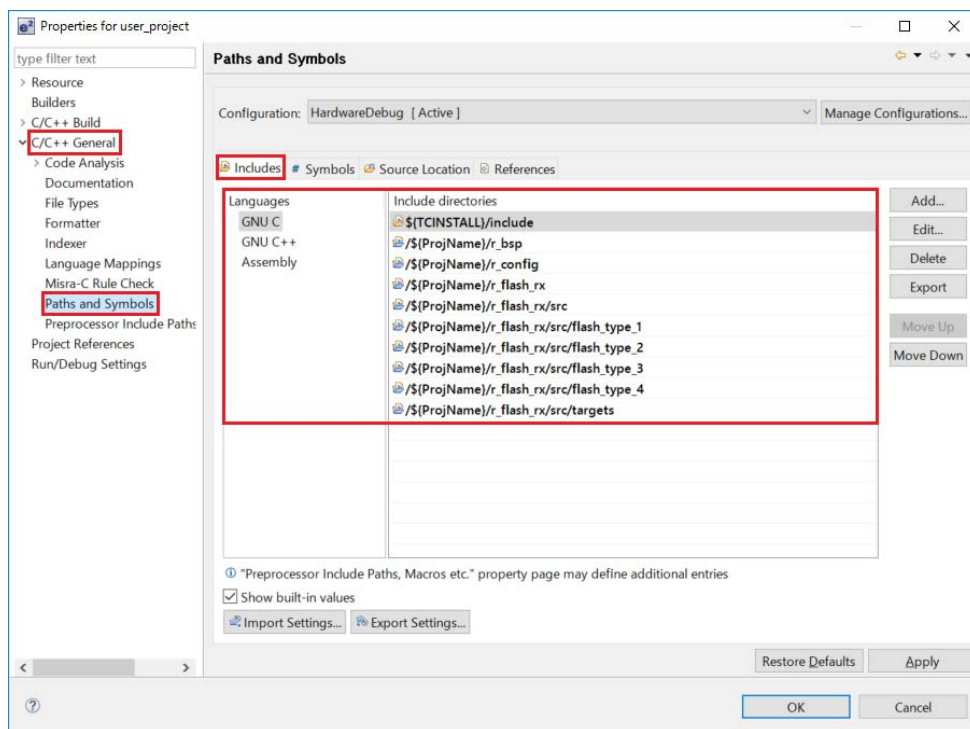 e² Properties for user_project
type filter text
Resource
Builders
C/C++ Build
C/C++ General
Code Analysis
Documentation
File Types
Formatter
Indexer
Language Mappings
Misra-C Rule Check
Paths and Symbols
Preprocessor Include Paths
Project References
Run/Debug Settings
Paths and Symbols
Configuration: HardwareDebug [ Active ] Manage Configurations...
Includes # Symbols Source Location References
Languages
GNU C
GNU C++
Assembly
Include directories
${TCINSTALL}/include
/${ProjName}/r_bsp
/${ProjName}/r_config
/${ProjName}/r_flash_rx
/${ProjName}/r_flash_rx/src
/${ProjName}/r_flash_rx/src/flash_type_1
/${ProjName}/r_flash_rx/src/flash_type_2
/${ProjName}/r_flash_rx/src/flash_type_3
/${ProjName}/r_flash_rx/src/flash_type_4
/${ProjName}/r_flash_rx/src/targets
Add...
Edit...
Delete
Export
Move Up
Move Down
"Preprocessor Include Paths, Macros etc." property page may define additional entries
Show built-in values
Import Settings... Export Settings...
Restore Defaults Apply
OK Cancel